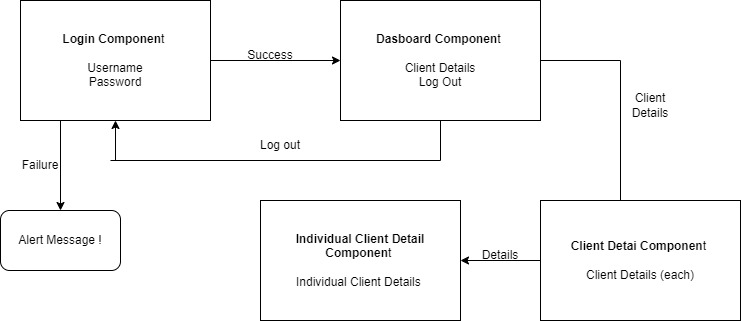 Login Component
Username
Password
Success
Dasboard Component
Client Details
Log Out
Client
Details
Log out
Failure
Alert Message !
Individual Client Detail
Component
Individual Client Details
Details
Client Detai Component
Client Details (each)